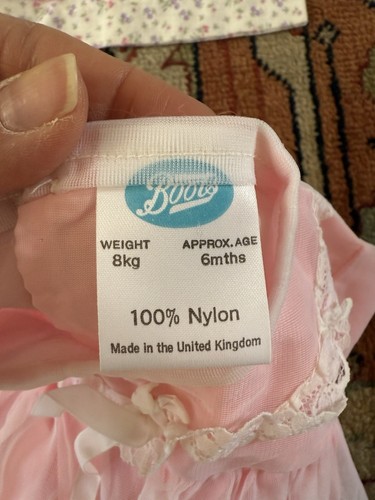 Boots
WEIGHT APPROX.AGE
8kg 6mths
100% Nylon
Made in the United Kingdom